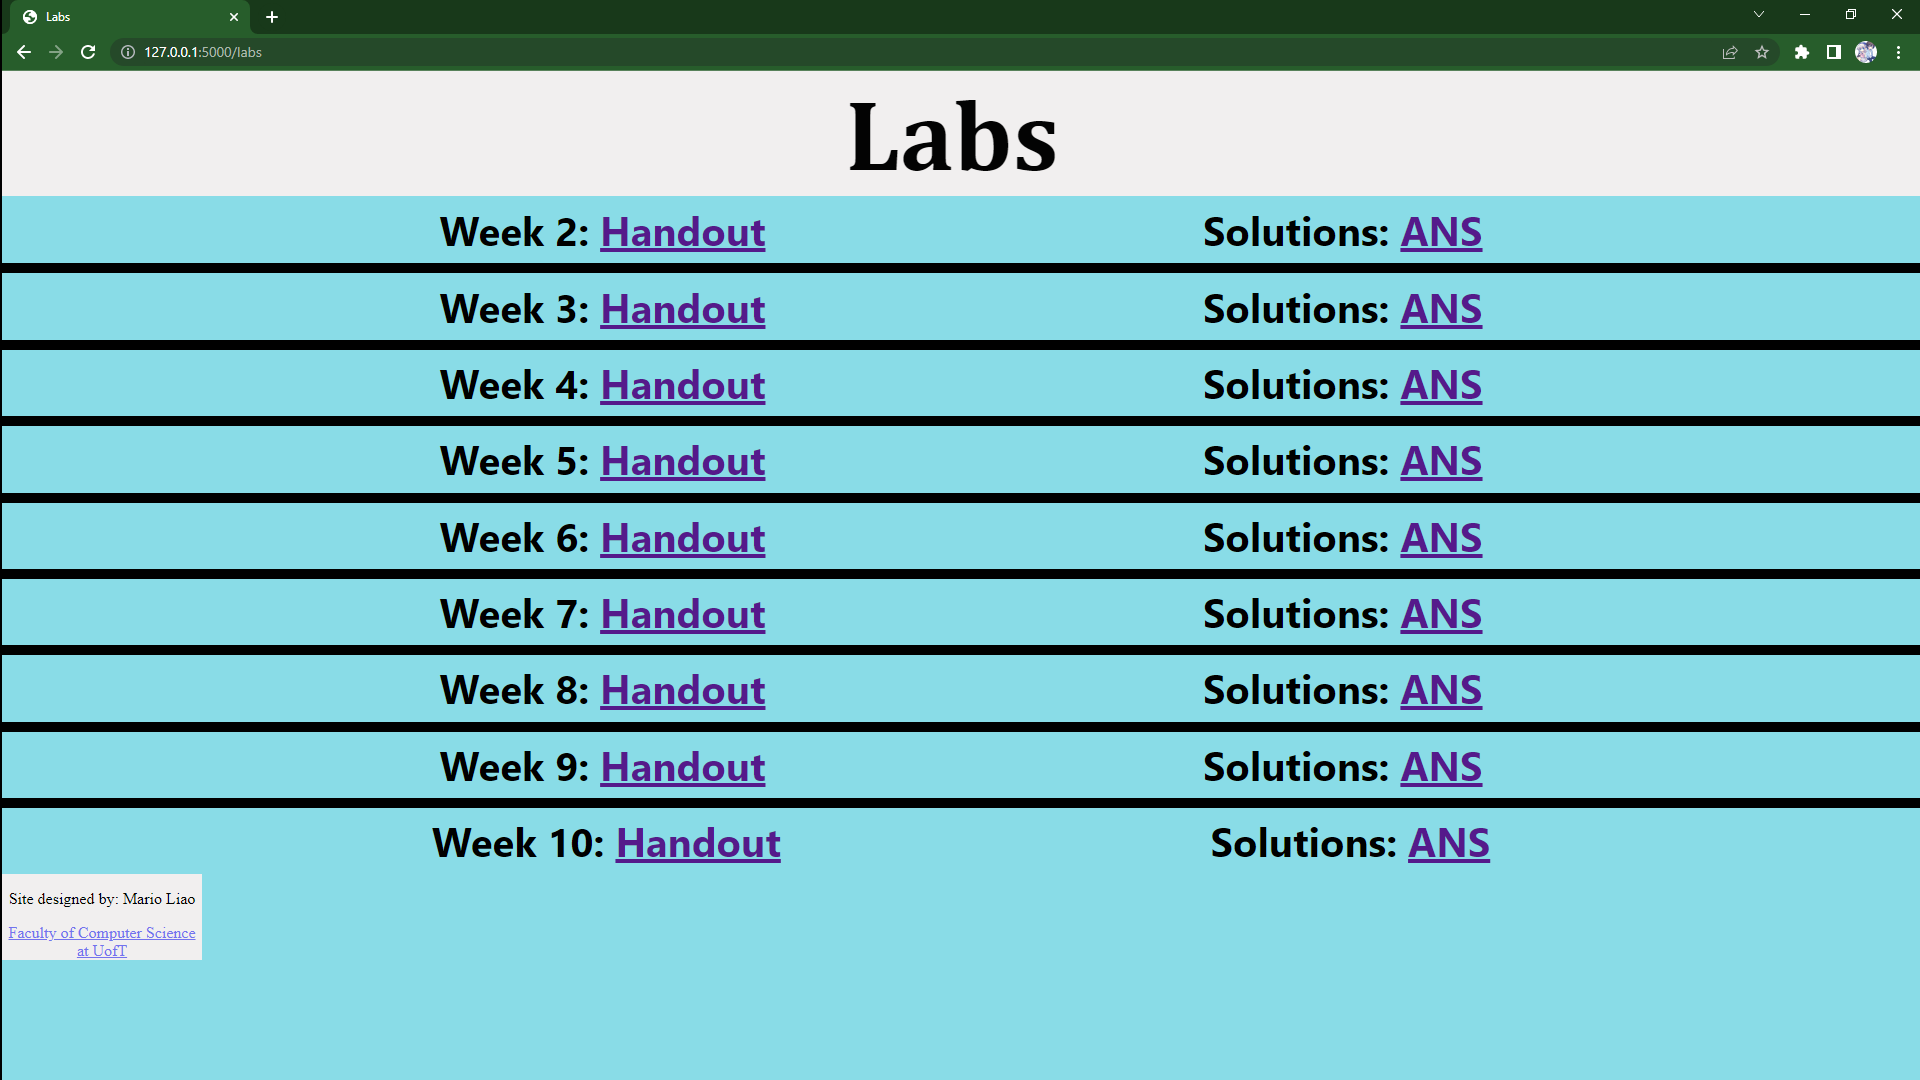 Labs
127.0.0.1:5000/labs
Labs
Week 2: Handout Solutions: ANS
Week 3: Handout Solutions: ANS
Week 4: Handout Solutions: ANS
Week 5: Handout Solutions: ANS
Week 6: Handout Solutions: ANS
Week 7: Handout Solutions: ANS
Week 8: Handout Solutions: ANS
Week 9: Handout Solutions: ANS
Week 10: Handout Solutions: ANS
Site designed by: Mario Liao
Faculty of Computer Science
at UofT